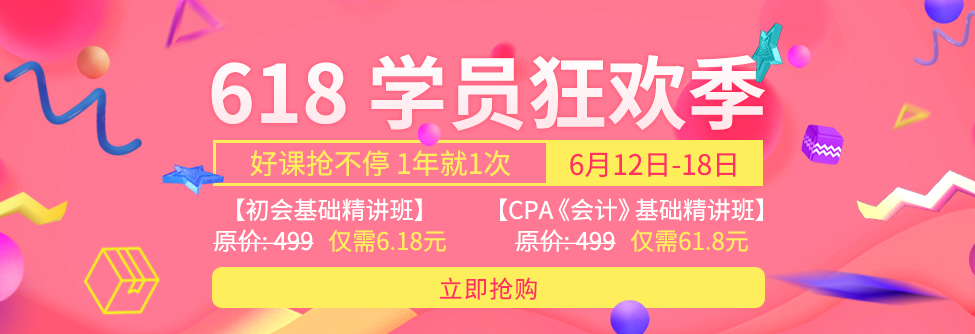 618 学员狂欢季
好课抢不停 1年就1次 6月12日-18日
【初会基础精讲班】 【CPA《会计》基础精讲班】
原价: 499 仅需6.18元 原价: 499 仅需61.8元
立即抢购